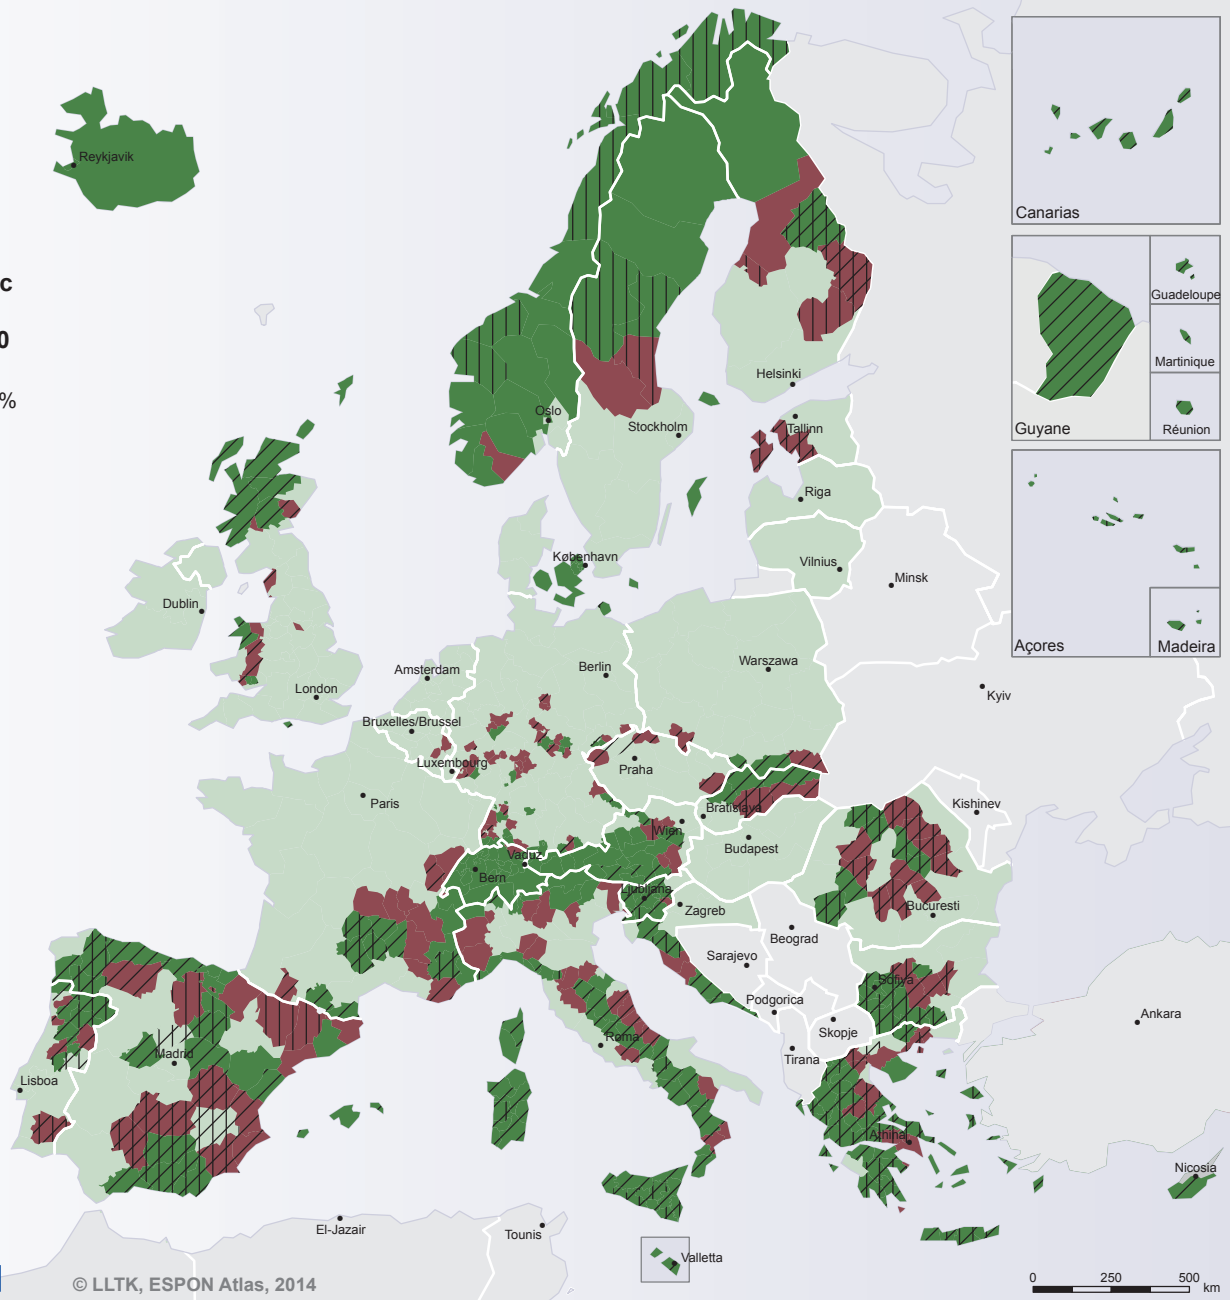 Reykjavik
Canarias
c
0
%
Guadeloupe
Martinique
Guyane
Réunion
Helsinki
Oslo
Stockholm
Tallinn
Riga
København
Vilnius
Minsk
Dublin
Açores
Madeira
Amsterdam
Berlin
Warszawa
London
Kyiv
Bruxelles/Brussel
Luxembourg
Praha
Paris
Kishinev
Bratislava
Wien
Budapest
Vaduz
Bern
Ljubljana
Zagreb
Bucuresti
Beograd
Sarajevo
Sofiya
Podgorica
Skopje
Ankara
Roma
Madrid
Tirana
Lisboa
Athinai
Nicosia
El-Jazair
Tounis
Valletta
© LLTK, ESPON Atlas, 2014
0 250 500
km